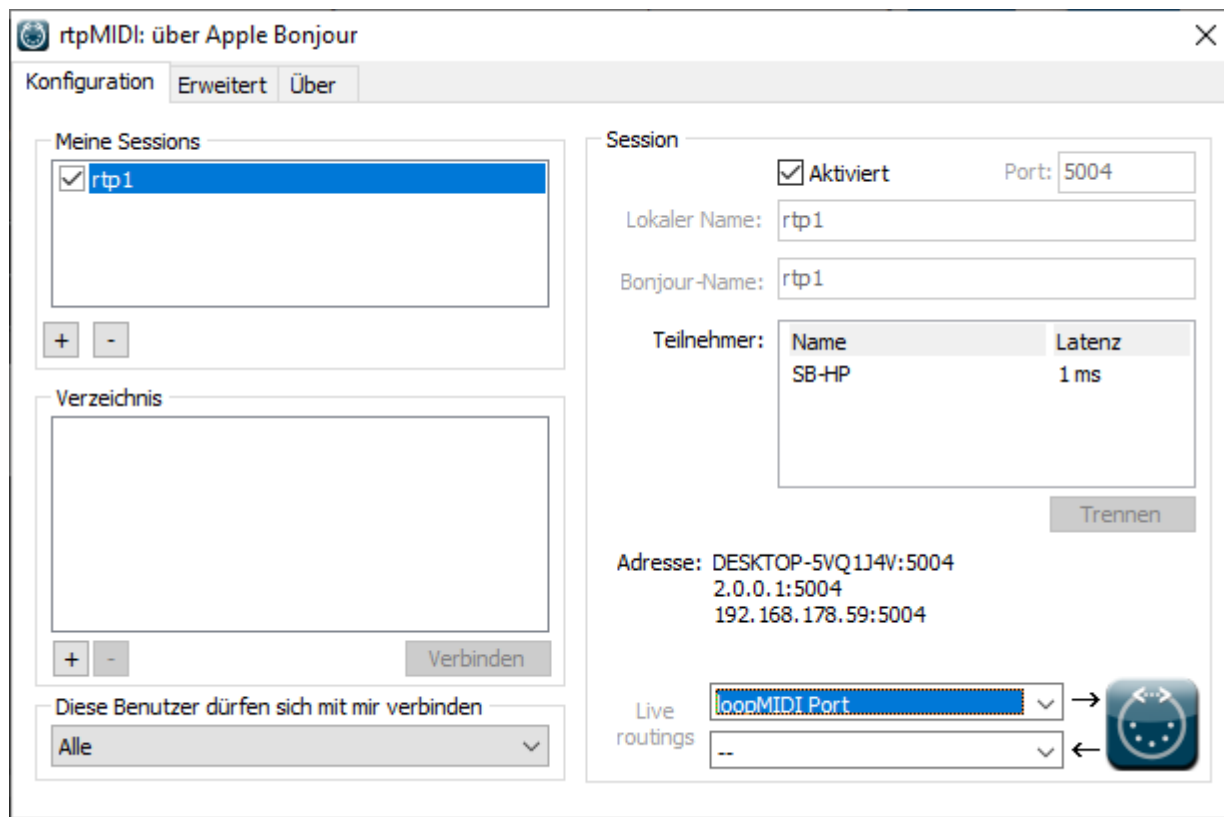 rtpMIDI: über Apple Bonjour
Konfiguration Erweitert Über
Meine Sessions
rtp1
+ -
Verzeichnis
+ - Verbinden
Diese Benutzer dürfen sich mit mir verbinden
Alle
Session
Aktiviert Port: 5004
Lokaler Name: rtp1
Bonjour-Name: rtp1
Teilnehmer: Name Latenz
SB-HP 1 ms
Trennen
Adresse: DESKTOP-5VQ1J4V:5004
2.0.0.1:5004
192.168.178.59:5004
Live routings
loopMIDI Port
--